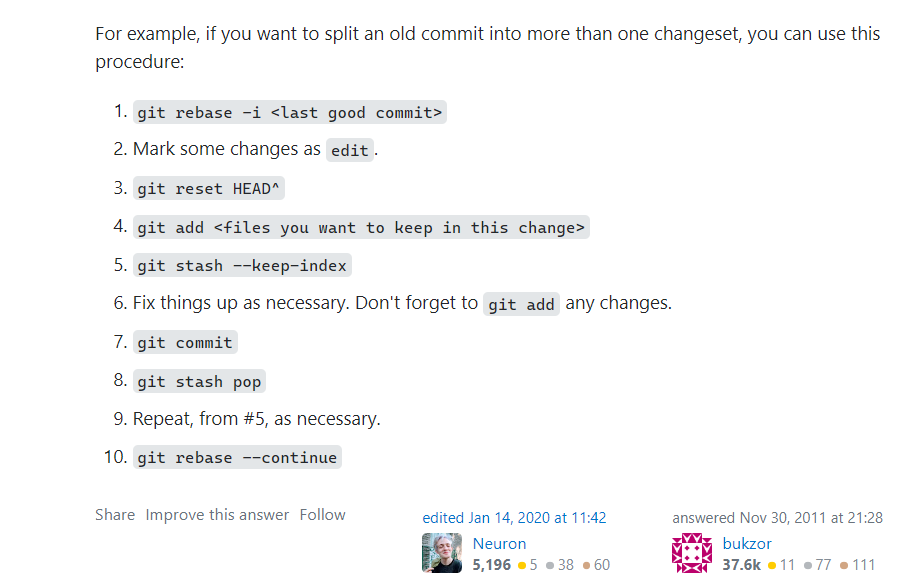 For example, if you want to split an old commit into more than one changeset, you can use this
procedure:
1. git rebase -i <last good commit>
2. Mark some changes as edit.
3. git reset HEAD^
4. git add <files you want to keep in this change>
5. git stash --keep-index
6. Fix things up as necessary. Don't forget to git add any changes.
7. git commit
8. git stash pop
9. Repeat, from #5, as necessary.
10. git rebase --continue
Share Improve this answer Follow
edited Jan 14, 2020 at 11:42
Neuron
5,196 5 38 60
answered Nov 30, 2011 at 21:28
bukzor
37.6k 11 77 111